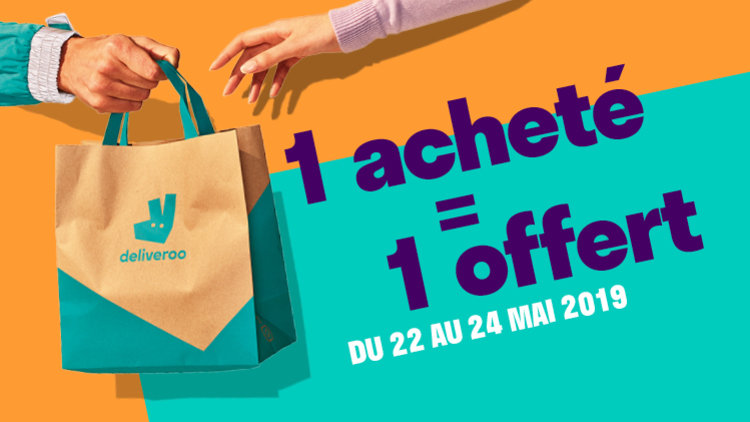 deliveroo
1 acheté
=
1 offert
DU 22 AU 24 MAI 2019